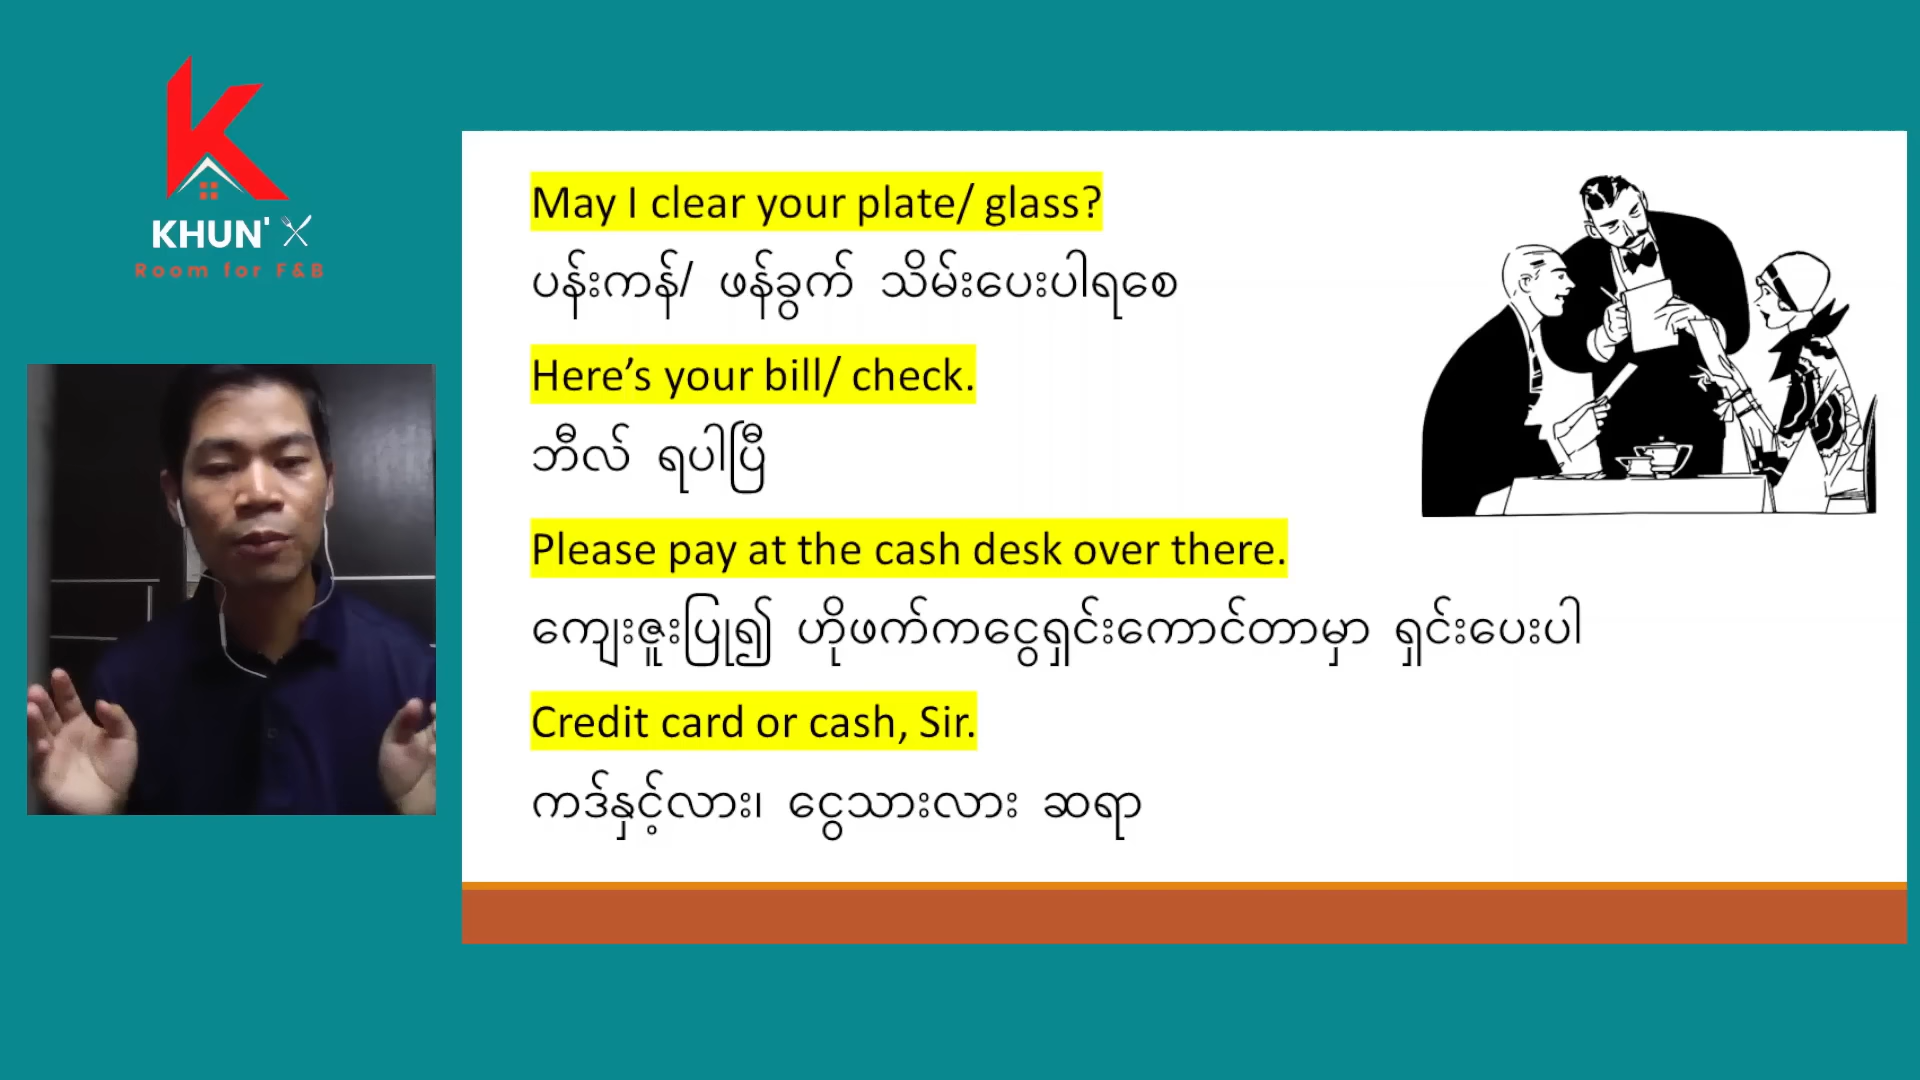 KHUN'
Room for F&B
May I clear your plate/ glass?
ပန်းကန်/ ဖန်ခွက် သိမ်းပေးပါရစေ
Here’s your bill/ check.
ဘီလ် ရပါပြီ
Please pay at the cash desk over there.
ကျေးဇူးပြု၍ ဟိုဖက်ကငွေရှင်းကောင်တာမှာ ရှင်းပေးပါ
Credit card or cash, Sir.
ကဒ်နှင့်လား၊ ငွေသားလား ဆရာ